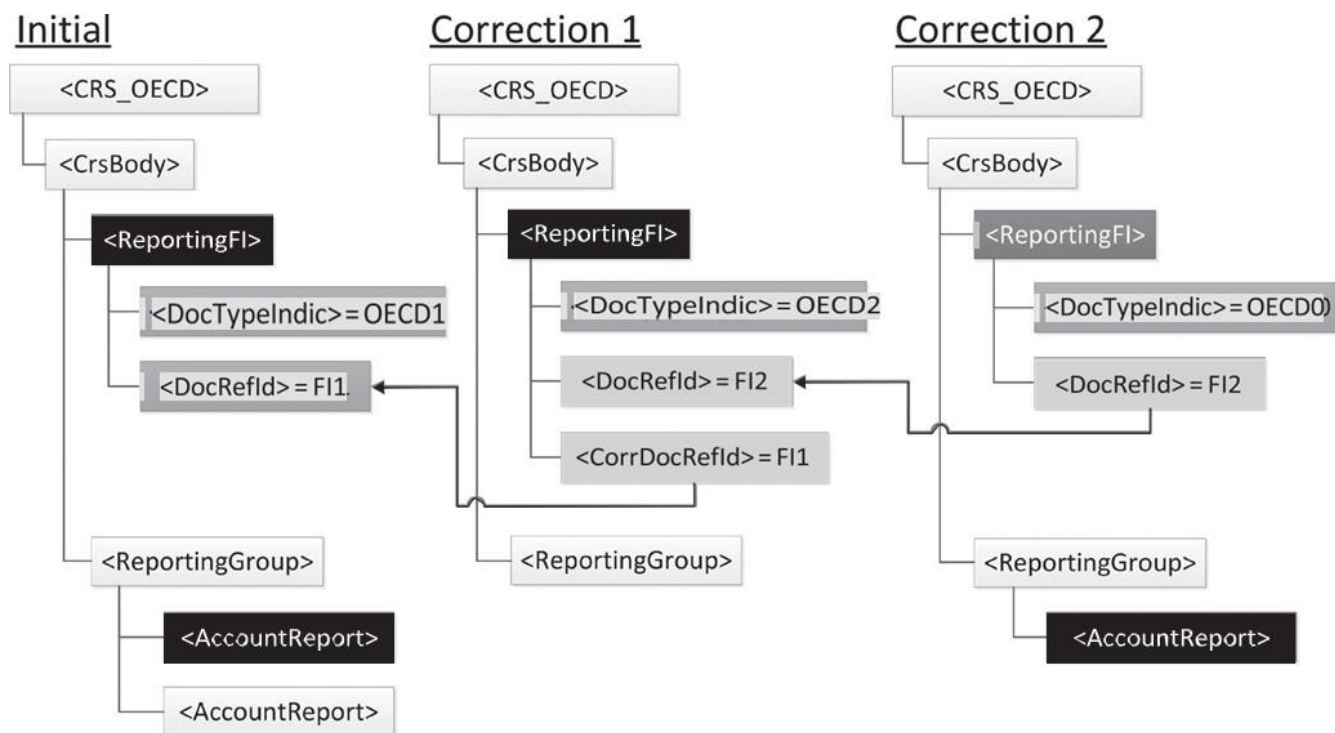 Initial
<CRS_OECD>
<CrsBody>
<ReportingFI>
<DocTypeIndic> = OECD1
<DocRefId> = FI1.
<ReportingGroup>
<AccountReport>
<AccountReport>
Correction 1
<CRS_OECD>
<CrsBody>
<ReportingFI>
<DocTypeIndic> = OECD2
<DocRefId> = FI2
<CorrDocRefId> = FI1
<ReportingGroup>
Correction 2
<CRS_OECD>
<CrsBody>
<ReportingFI>
<DocTypeIndic> = OECD0)
<DocRefId> = FI2
<ReportingGroup>
<AccountReport>